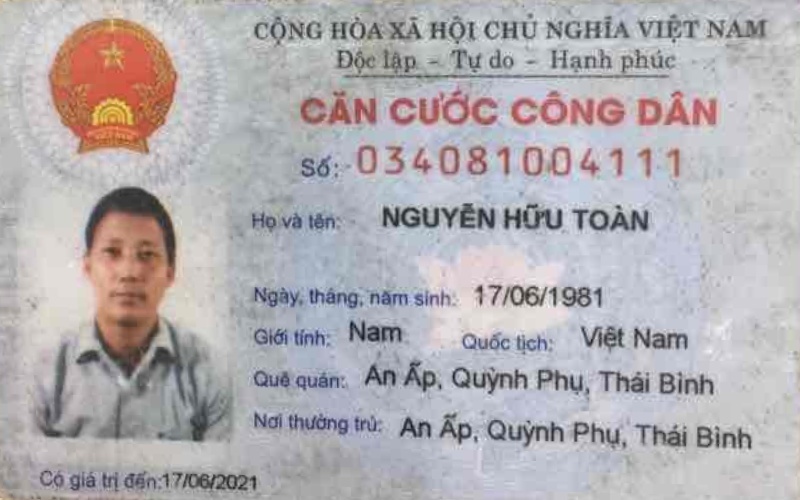 CỘNG HÒA XÃ HỘI CHỦ NGHĨA VIỆT NAM
Độc lập - Tự do - Hạnh phúc
CĂN CƯỚC CÔNG DÂN
Số: 034081004111
Họ và tên: NGUYỄN HỮU TOÀN
Ngày, tháng, năm sinh: 17/06/1981
Giới tính: Nam Quốc tịch: Việt Nam
Quê quán: An Ấp, Quỳnh Phụ, Thái Bình
Nơi thường trú: An Ấp, Quỳnh Phụ, Thái Bình
Có giá trị đến: 17/06/2021